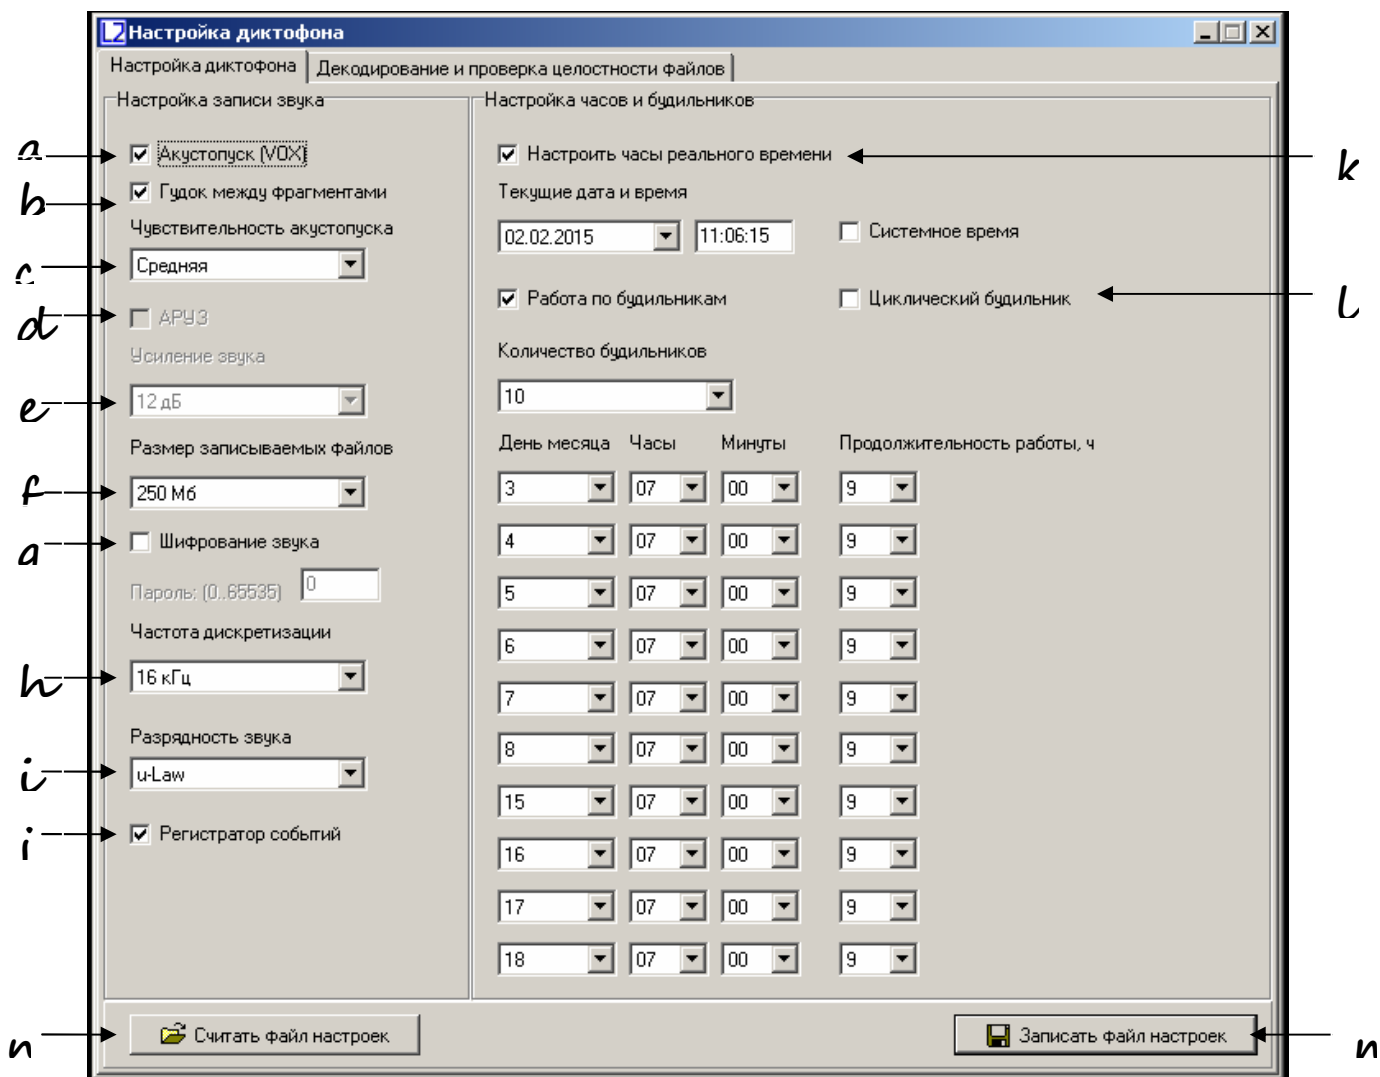 Настройка диктофона
Настройка диктофона Декодирование и проверка целостности файлов
Настройка записи звука
a
Акустопуск (VOX)
b
Гудок между фрагментами
Чувствительность акустопуска
c
Средняя
d
АРУЗ
Усиление звука
e
12 дБ
Размер записываемых файлов
f
250 Мб
a
Шифрование звука
Пароль: (0..65535) 0
Частота дискретизации
h
16 кГц
Разрядность звука
i
u-Law
i
Регистратор событий
Настройка часов и будильников
Настроить часы реального времени
k
Текущие дата и время
02.02.2015 11:06:15 Системное время
Работа по будильникам Циклический будильник
l
Количество будильников
10
День месяца Часы Минуты Продолжительность работы, ч
3 07 00 9
4 07 00 9
5 07 00 9
6 07 00 9
7 07 00 9
8 07 00 9
15 07 00 9
16 07 00 9
17 07 00 9
18 07 00 9
n
Считать файл настроек
Записать файл настроек
n